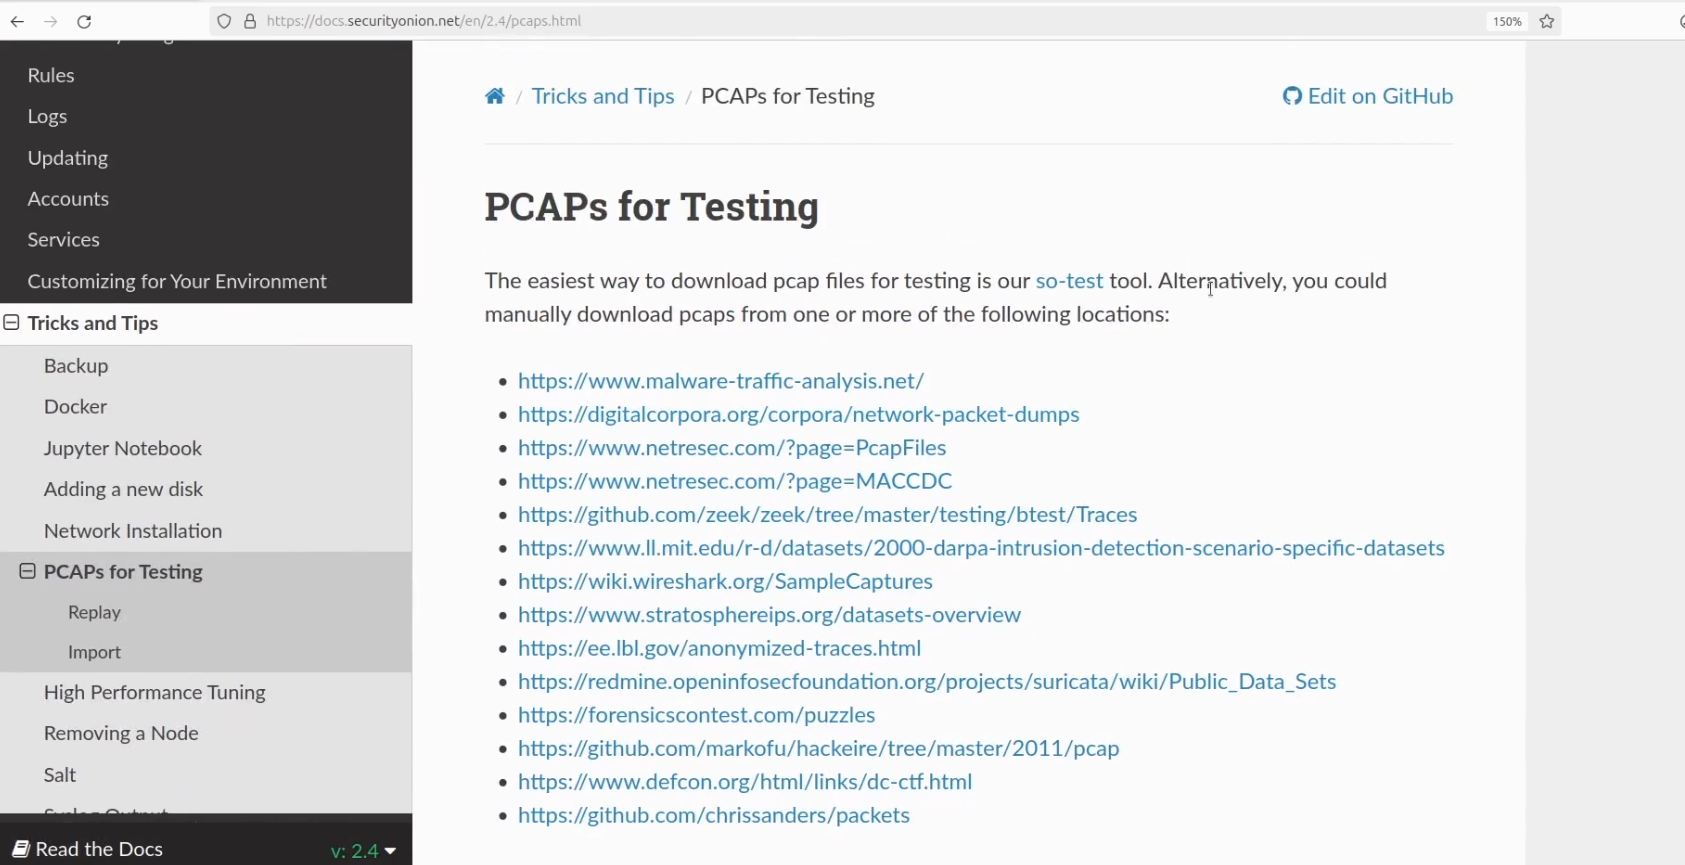 https://docs.securityonion.net/en/2.4/pcaps.html
150%
Rules
Logs
Updating
Accounts
Services
Customizing for Your Environment
Tricks and Tips
Backup
Docker
Jupyter Notebook
Adding a new disk
Network Installation
PCAPs for Testing
Replay
Import
High Performance Tuning
Removing a Node
Salt
Syslog Output
Read the Docs
v: 2.4
/ Tricks and Tips / PCAPs for Testing
Edit on GitHub
PCAPs for Testing
The easiest way to download pcap files for testing is our so-test tool. Alternatively, you could
manually download pcaps from one or more of the following locations:
• https://www.malware-traffic-analysis.net/
• https://digitalcorpora.org/corpora/network-packet-dumps
• https://www.netresec.com/?page=PcapFiles
• https://www.netresec.com/?page=MACCDC
• https://github.com/zeek/zeek/tree/master/testing/btest/Traces
• https://www.ll.mit.edu/r-d/datasets/2000-darpa-intrusion-detection-scenario-specific-datasets
• https://wiki.wireshark.org/SampleCaptures
• https://www.stratosphereips.org/datasets-overview
• https://ee.lbl.gov/anonymized-traces.html
• https://redmine.openinfosecfoundation.org/projects/suricata/wiki/Public_Data_Sets
• https://forensicscontest.com/puzzles
• https://github.com/markofu/hackeire/tree/master/2011/pcap
• https://www.defcon.org/html/links/dc-ctf.html
• https://github.com/chrissanders/packets